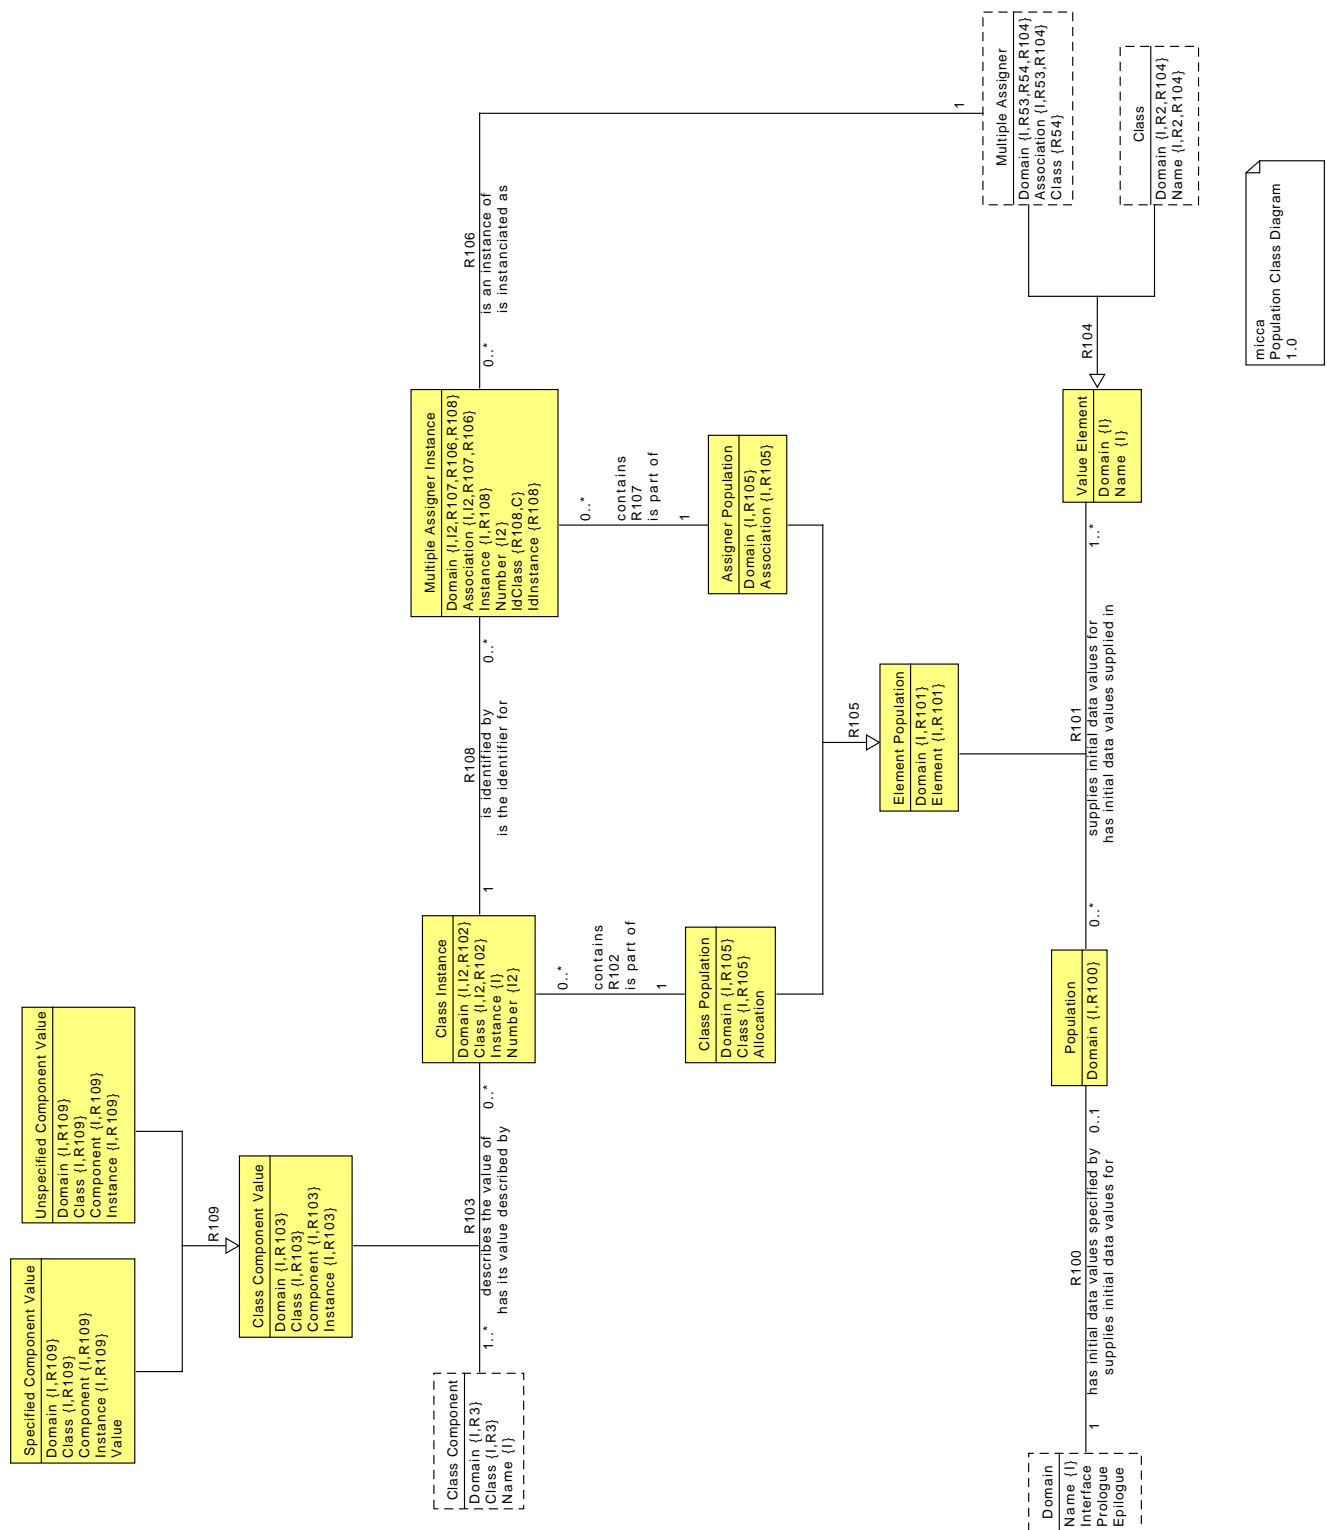 Specified Component Value
Domain {I,R109}
Class {I,R109}
Component {I,R109}
Instance {I,R109}
Value
Unspecified Component Value
Domain {I,R109}
Class {I,R109}
Component {I,R109}
Instance {I,R109}
R109
Class Component Value
Domain {I,R103}
Class {I,R103}
Component {I,R103}
Instance {I,R103}
Class Component
Domain {I,R3}
Class {I,R3}
Name {I}
1..*
R103
describes the value of
has its value described by
0..*
Class Instance
Domain {I,I2,R102}
Class {I,I2,R102}
Instance {I}
Number {I2}
1
R108
is identified by
is the identifier for
0..*
Multiple Assigner Instance
Domain {I,I2,R107,R106,R108}
Association {I,I2,R107,R106}
Instance {I,R108}
Number {I2}
IdClass {R108,C}
IdInstance {R108}
0..*
R106
is an instance of
is instanciated as
1
0..*
contains
R102
is part of
1
0..*
contains
R107
is part of
1
Class Population
Domain {I,R105}
Class {I,R105}
Allocation
Assigner Population
Domain {I,R105}
Association {I,R105}
R105
Element Population
Domain {I,R101}
Element {I,R101}
Multiple Assigner
Domain {I,R53,R54,R104}
Association {I,R53,R104}
Class {R54}
Class
Domain {I,R2,R104}
Name {I,R2,R104}
R104
Domain
Name {I}
Interface
Prologue
Epilogue
1
R100
has initial data values specified by
supplies initial data values for
0..1
Population
Domain {I,R100}
0..*
R101
supplies initial data values for
has initial data values supplied in
1..*
Value Element
Domain {I}
Name {I}
micca
Population Class Diagram
1.0